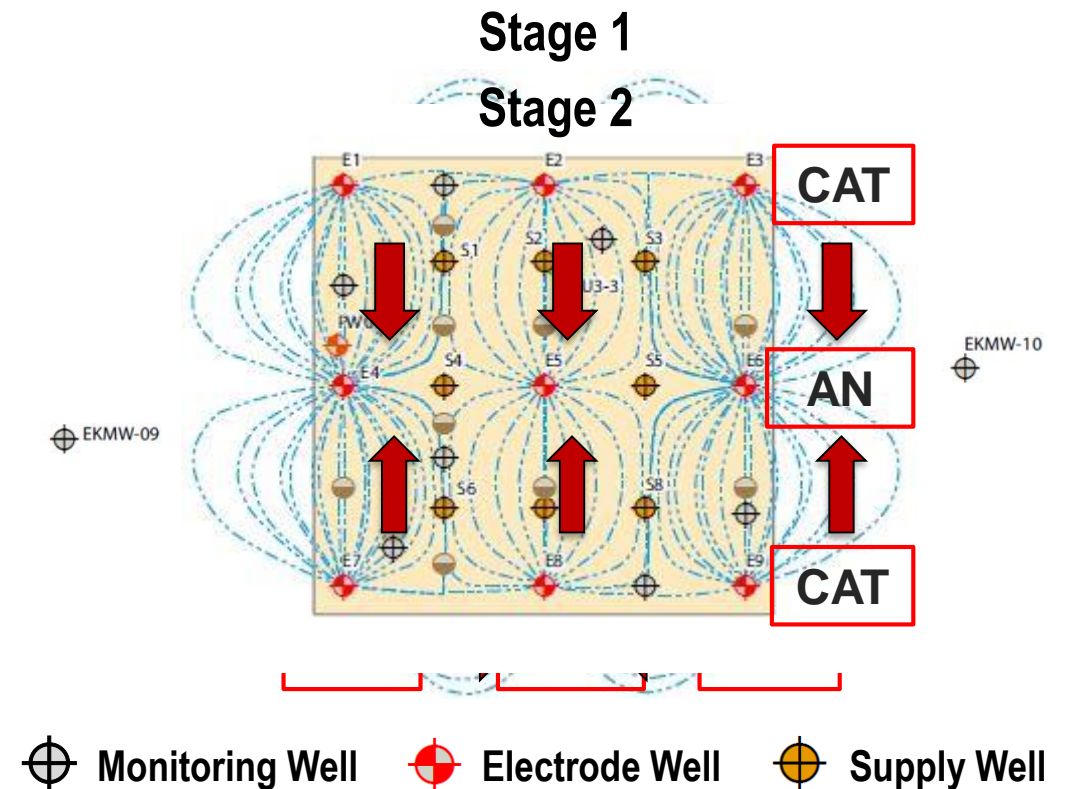 Stage 1
Stage 2
E1 E2 E3 CAT
S1 S2 S3
U3-3
EKMW-10
E4 S4 E5 S5 E6 AN
EKMW-09
S6 S8
E7 E8 E9 CAT
Monitoring Well Electrode Well Supply Well